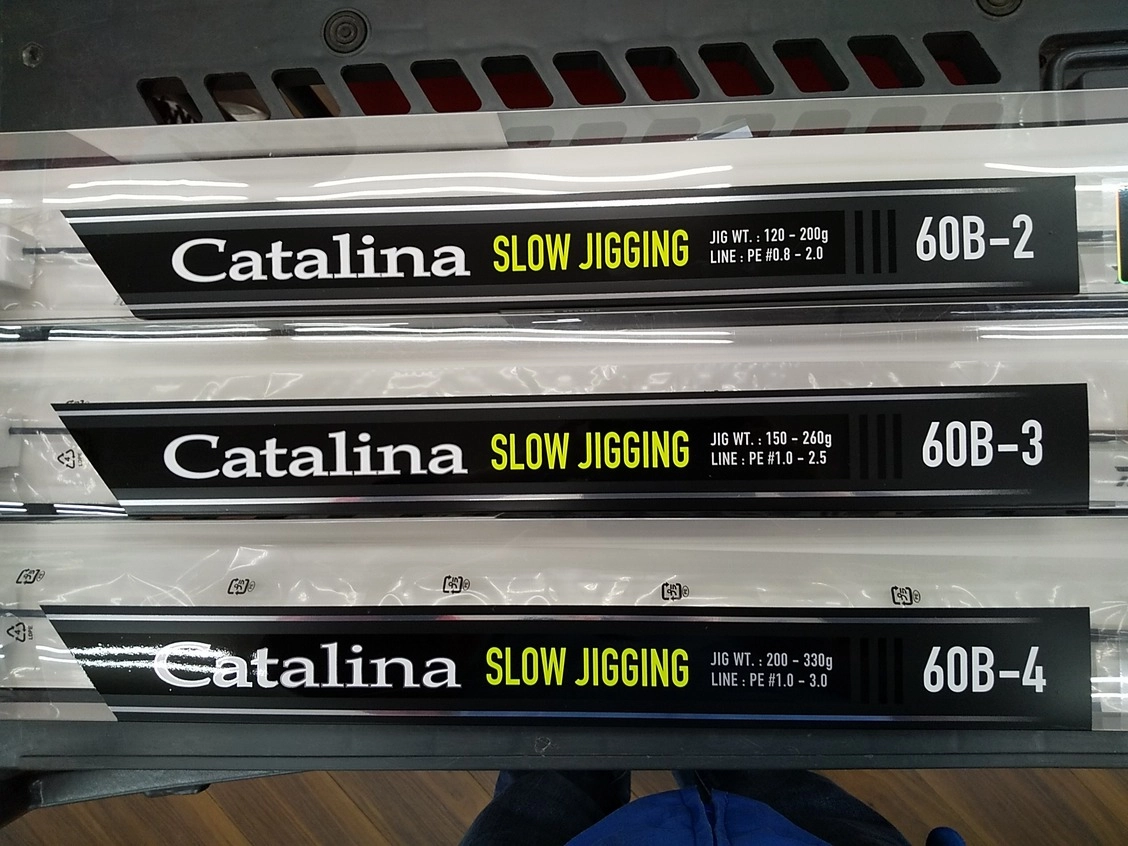 Catalina SLOW JIGGING JIG WT. : 120 - 200g 60B-2
LINE : PE #0.8 - 2.0
Catalina SLOW JIGGING JIG WT. : 150 - 260g 60B-3
LINE : PE #1.0 - 2.5
Catalina SLOW JIGGING JIG WT. : 200 - 330g 60B-4
LINE : PE #1.0 - 3.0